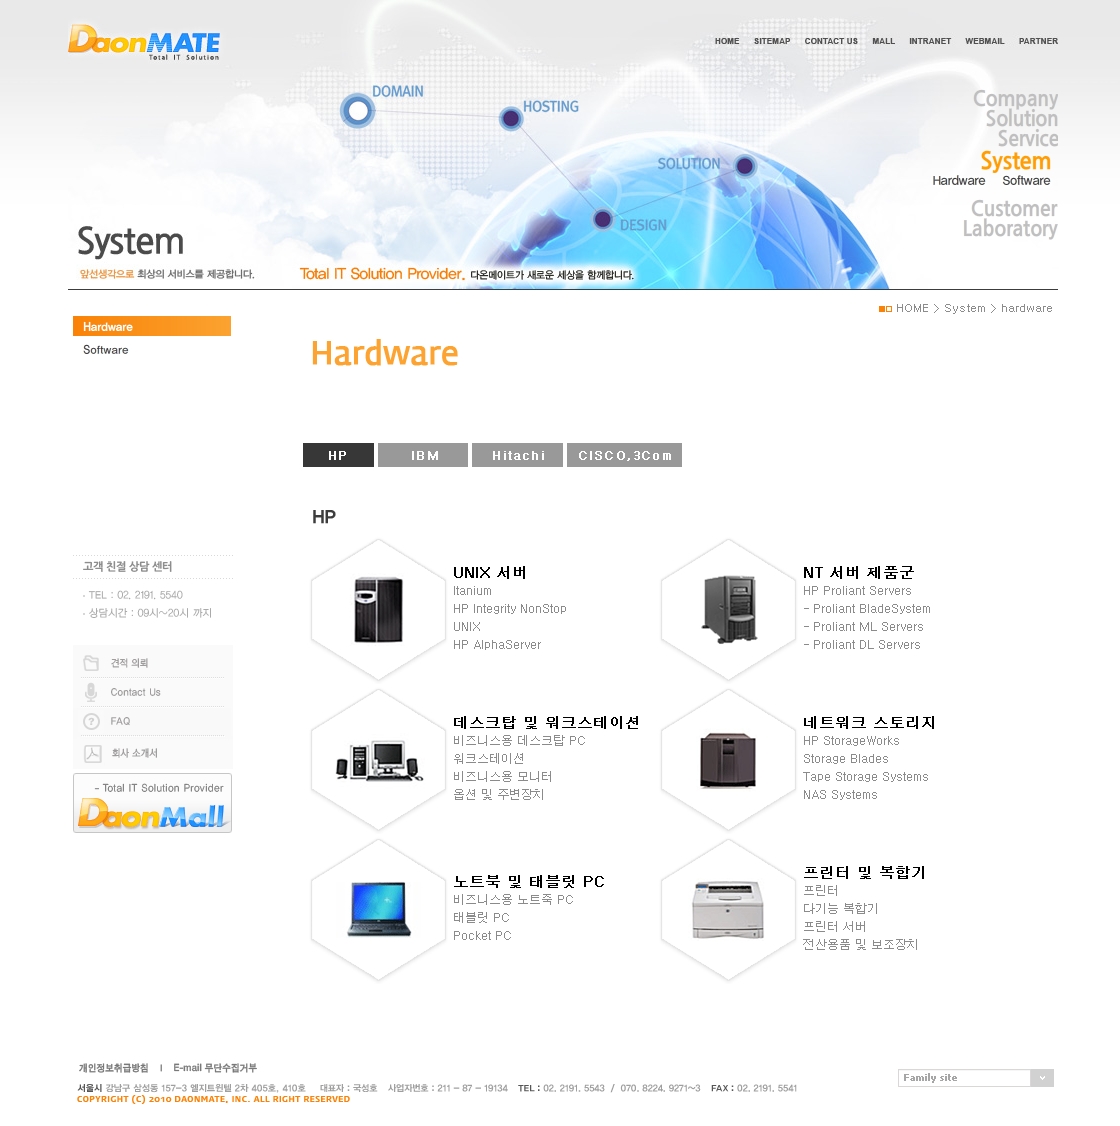 DaonMATE
Total IT Solution
HOME SITEMAP CONTACT US MALL INTRANET WEBMAIL PARTNER
DOMAIN
HOSTING
SOLUTION
DESIGN
Company
Solution
Service
System
Hardware Software
Customer
Laboratory
System
앞선생각으로 최상의 서비스를 제공합니다.
Total IT Solution Provider. 다온메이트가 새로운 세상을 함께합니다.
HOME > System > hardware
Hardware
Software
Hardware
HP IBM Hitachi CISCO,3Com
HP
UNIX 서버
Itanium
HP Integrity NonStop
UNIX
HP AlphaServer
NT 서버 제품군
HP Proliant Servers
- Proliant BladeSystem
- Proliant ML Servers
- Proliant DL Servers
데스크탑 및 워크스테이션
비즈니스용 데스크탑 PC
워크스테이션
비즈니스용 모니터
옵션 및 주변장치
네트워크 스토리지
HP StorageWorks
Storage Blades
Tape Storage Systems
NAS Systems
노트북 및 태블릿 PC
비즈니스용 노트죽 PC
태블릿 PC
Pocket PC
프린터 및 복합기
프린터
다기능 복합기
프린터 서버
전산용품 및 보조장치
고객 친절 상담 센터
· TEL : 02. 2191. 5540
· 상담시간 : 09시~20시 까지
견적 의뢰
Contact Us
FAQ
회사 소개서
- Total IT Solution Provider
DaonMall
개인정보취급방침 | E-mail 무단수집거부
서울시 강남구 삼성동 157-3 엘지트윈텔 2차 405호, 410호 대표자 : 국성호 사업자번호 : 211 - 87 - 19134 TEL : 02. 2191. 5543 / 070. 8224. 9271~3 FAX : 02. 2191. 5541
COPYRIGHT (C) 2010 DAONMATE, INC. ALL RIGHT RESERVED
Family site